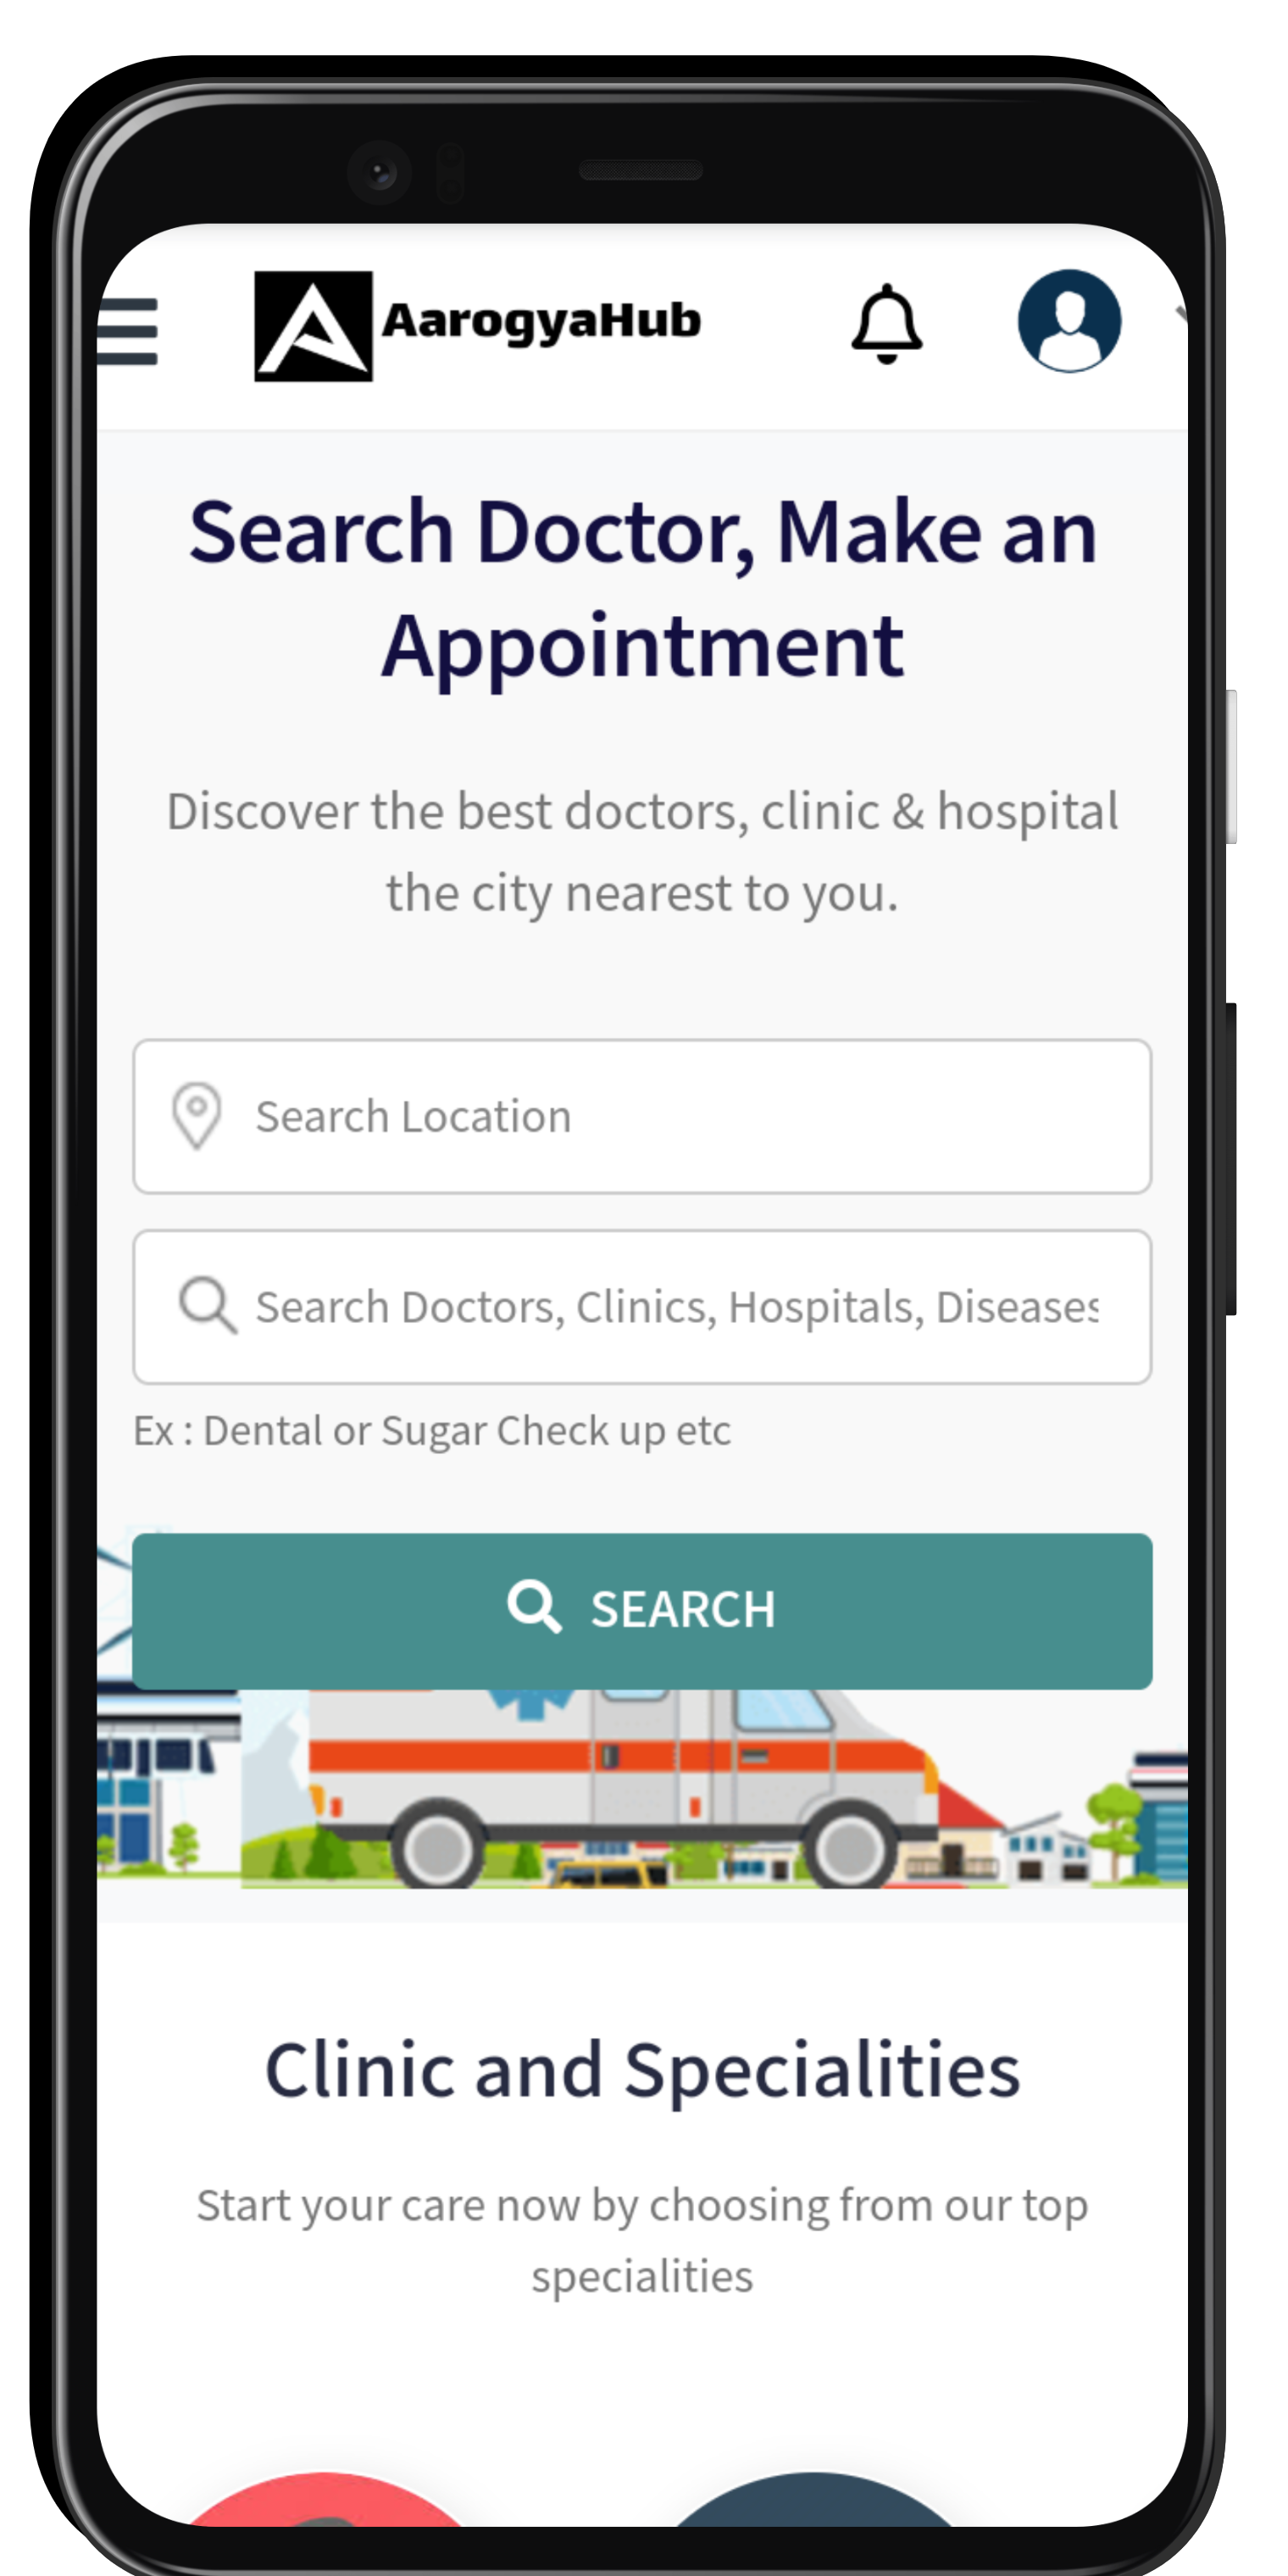 AarogyaHub
Search Doctor, Make an
Appointment
Discover the best doctors, clinic & hospital
the city nearest to you.
Search Location
Search Doctors, Clinics, Hospitals, Diseases
Ex : Dental or Sugar Check up etc
SEARCH
Clinic and Specialities
Start your care now by choosing from our top
specialities